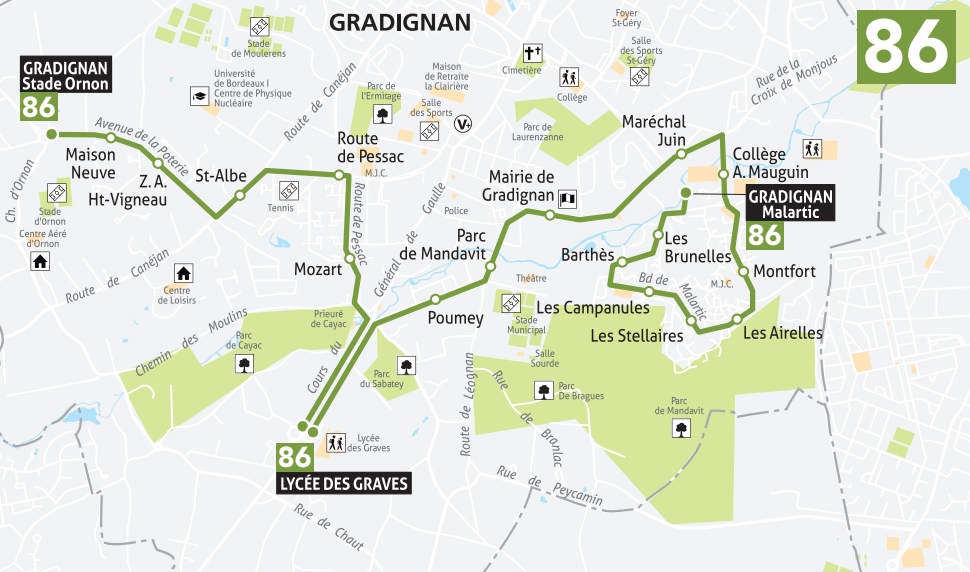 GRADIGNAN
86
GRADIGNAN
Stade Ornon
86
Stade
de Moulerens
Université
de Bordeaux I
Centre de Physique
Nucléaire
Route de Canéjan
Parc de
l'Ermitage
Maison
de Retraite
la Clairière
Salle
des Sports
V+
Cimetière
Foyer
St-Géry
Salle
des Sports
St-Géry
Collège
Parc de
Laurenzanne
Rue de la
Croix de Monjous
Avenue de la Poterie
Maison
Neuve
Z.A.
Ht-Vigneau
St-Albe
Tennis
Route
de Pessac
M.J.C.
Route de Pessac
Mozart
Ch. d'Ornon
Stade
d'Ornon
Centre Aéré
d'Ornon
Route de Canéjan
Centre
de Loisirs
Chemin des Moulins
Parc
de Cayac
Prieuré
de Cayac
Cours du Général de Gaulle
Police
Parc
de Mandavit
Mairie de
Gradignan
Maréchal
Juin
Collège
A. Mauguin
GRADIGNAN
Malartic
86
Les
Brunelles
Barthès
Bd de Malartic
Montfort
M.J.C.
Les Campanules
Les Stellaires
Les Airelles
Poumey
Théâtre
Stade
Municipal
Salle
Sourde
Parc
du Sabatey
Parc
De Bragues
Parc
de Mandavit
Route de Léognan
Rue de Branlac
Rue de Peycamin
Lycée
des Graves
86
LYCÉE DES GRAVES
Rue de Chaut